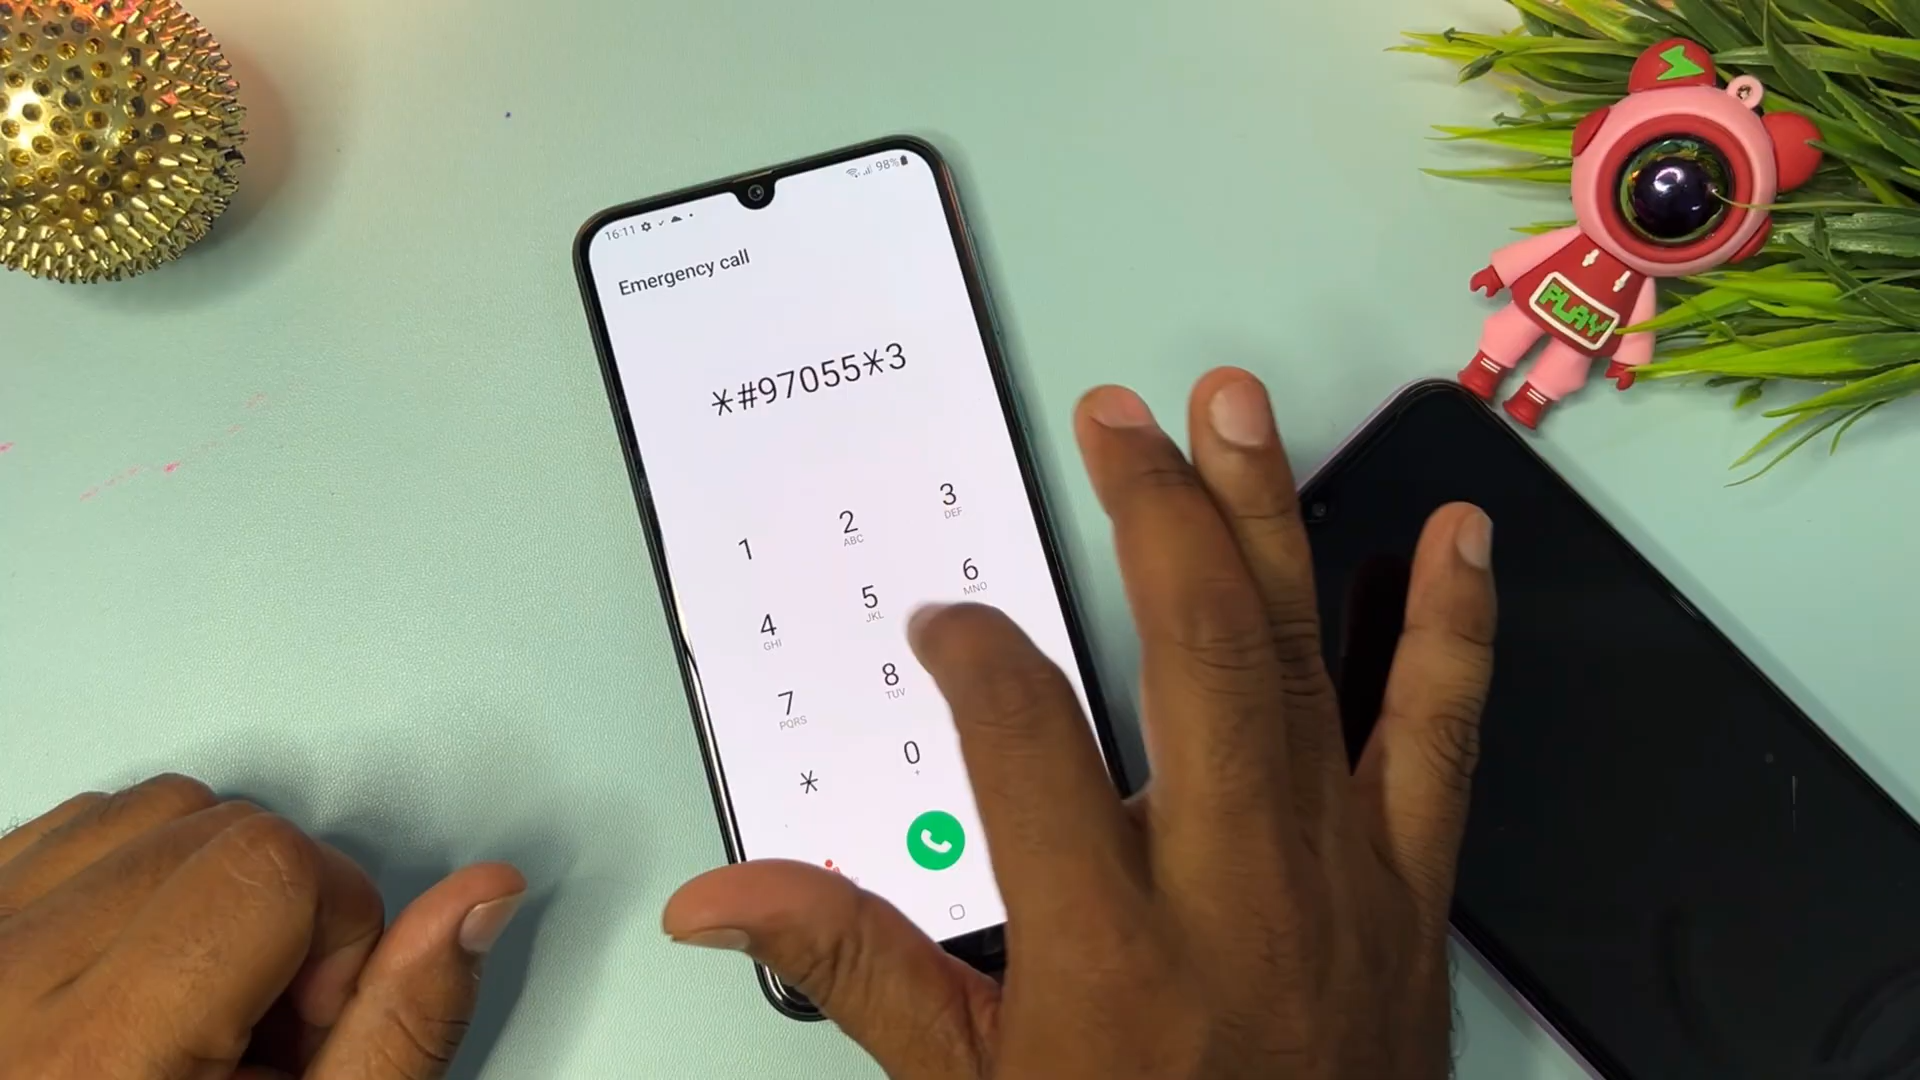 16:11
98%
Emergency call
*#97055*3
1
2
ABC
3
DEF
4
GHI
5
JKL
6
MNO
7
PQRS
8
TUV
*
0
+
PLAY